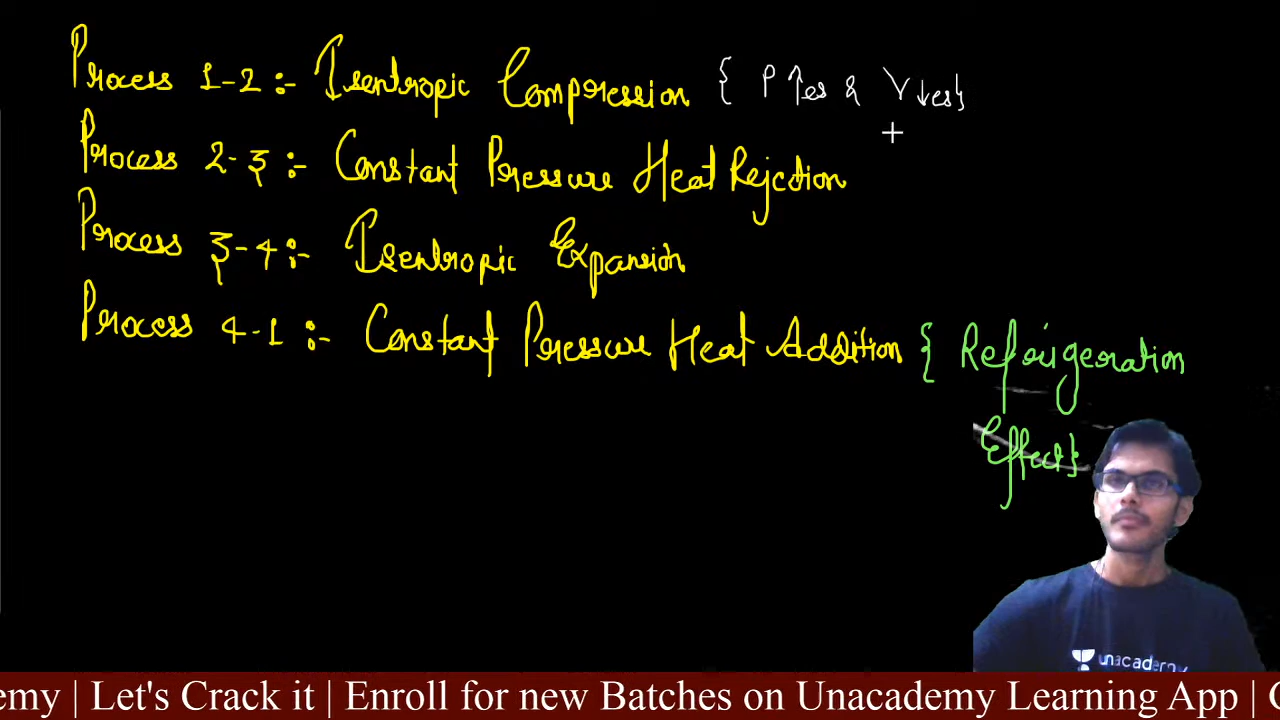 Process 1-2 :- Isentropic Compression { P↑es & V↓es}
Process 2-3 :- Constant Pressure Heat Rejction
Process 3-4 :- Isentropic Expansion
Process 4-1 :- Constant Pressure Heat Addition { Refrigeration
Effect}
unacademy
emy | Let's Crack it | Enroll for new Batches on Unacademy Learning App | C